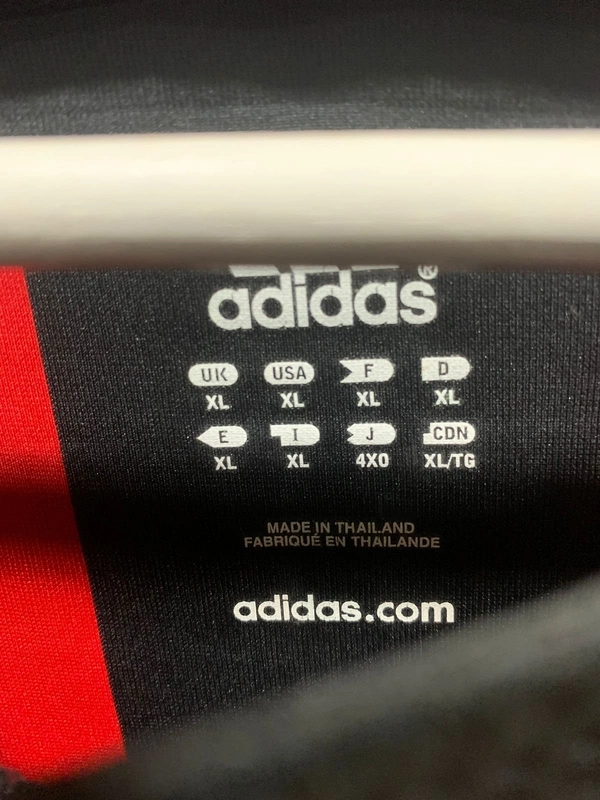 adidas®
UK USA F D
XL XL XL XL
E I J CDN
XL XL 4XO XL/TG
MADE IN THAILAND
FABRIQUÉ EN THAILANDE
adidas.com